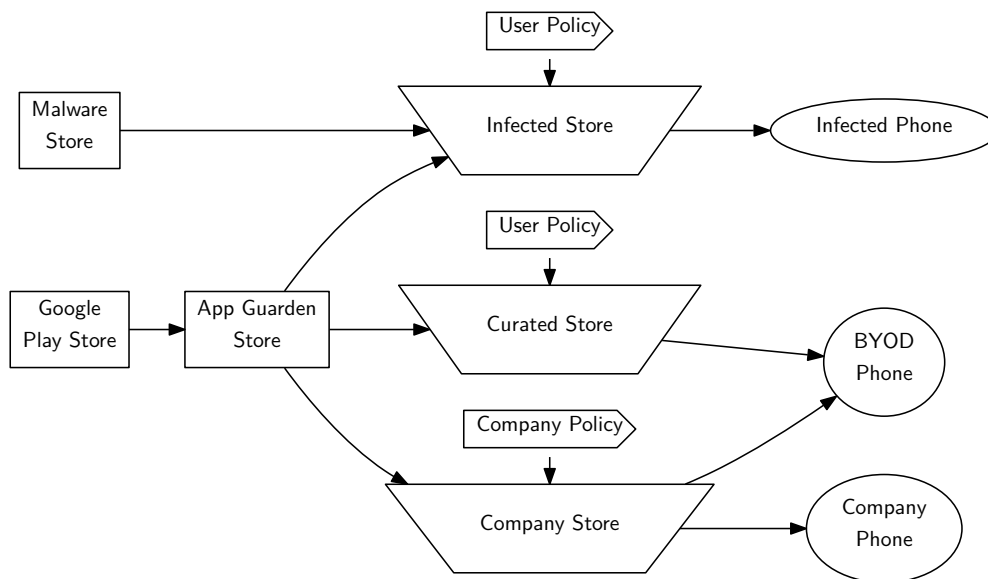 User Policy
Malware
Store
Infected Store
Infected Phone
User Policy
Google
Play Store
App Guarden
Store
Curated Store
BYOD
Phone
Company Policy
Company Store
Company
Phone